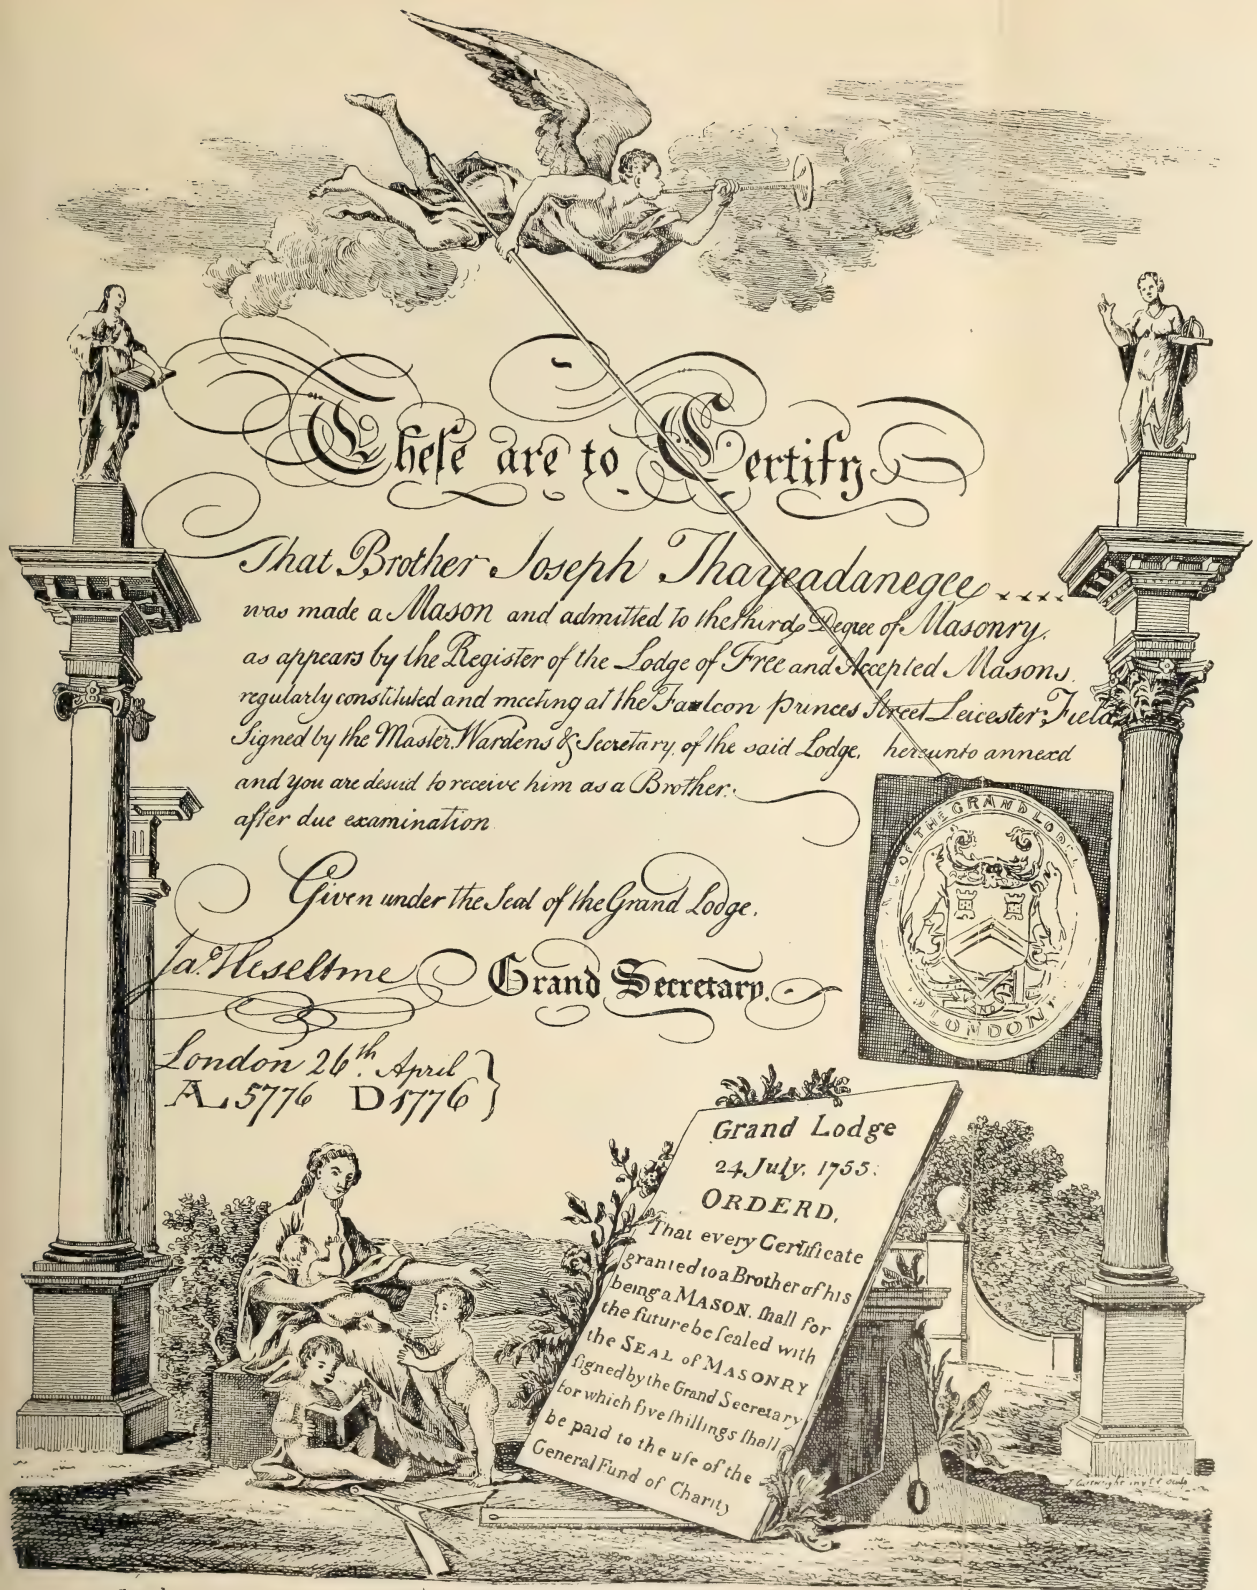 Theſe are to Certify
That Brother Joseph Thayeadanegee
was made a Mason and admitted to the third Degree of Masonry.
as appears by the Register of the Lodge of Free and Accepted Masons.
regularly constituted and meeting at the Faulcon Princes Street Leicester Field
Signed by the Master, Wardens & Secretary, of the said Lodge, hereunto annexd
and you are desird to receive him as a Brother.
after due examination
Given under the Seal of the Grand Lodge.
Ja.ˢ Heseltine Grand Secretary.
London 26th. April
A L 5776 D 1776
OF THE GRAND LODGE
LONDON
Grand Lodge
24 July. 1755.
ORDERD,
That every Certificate
granted to a Brother of his
being a MASON. ſhall for
the future be ſealed with
the SEAL of MASONRY
ſigned by the Grand Secretary
for which five ſhillings ſhall
be paid to the uſe of the
General Fund of Charity